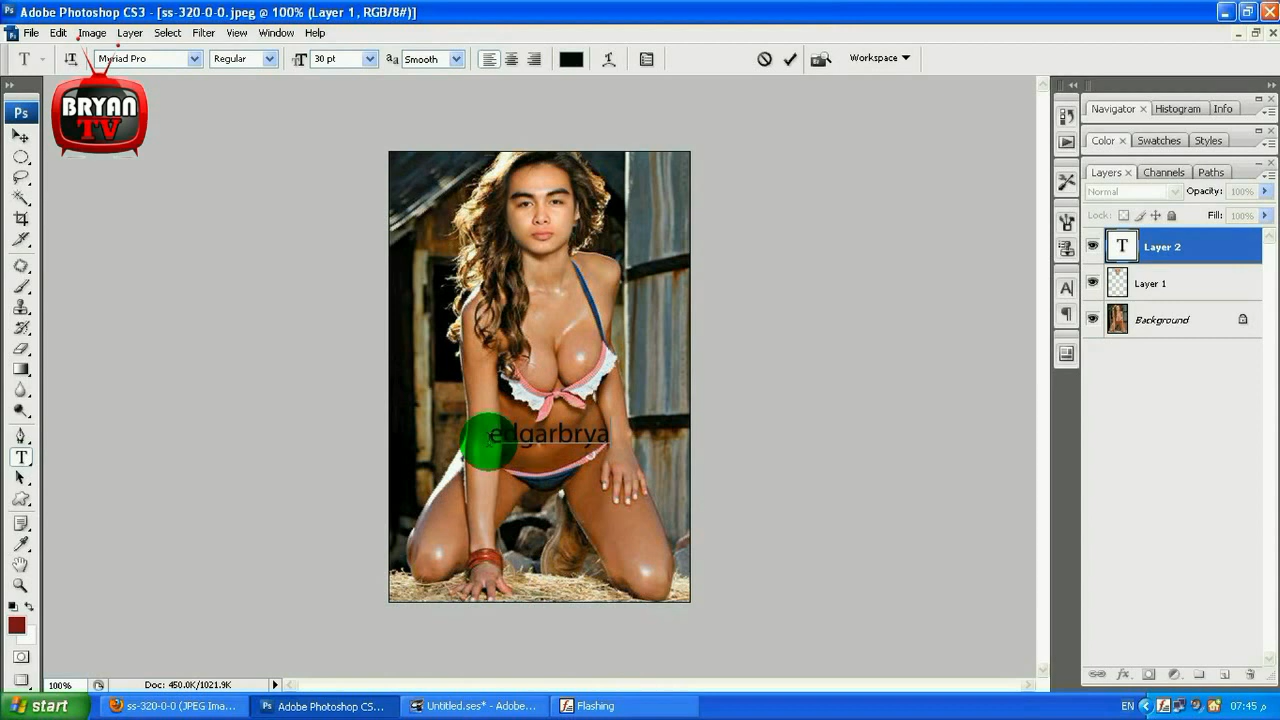 Adobe Photoshop CS3 - [ss-320-0-0.jpeg @ 100% (Layer 1, RGB/8#)]
File Edit Image Layer Select Filter View Window Help
Myriad Pro Regular 30 pt aa Smooth Workspace
BRYAN
TV
Ps
Navigator Histogram Info
Color Swatches Styles
Layers Channels Paths
Normal Opacity: 100%
Lock: Fill: 100%
T Layer 2
Layer 1
Background
edgarbrya
100% Doc: 450.0K/1021.9K
start ss-320-0-0 (JPEG Ima... Adobe Photoshop CS... Untitled.ses* - Adobe... Flashing EN 07:45 م